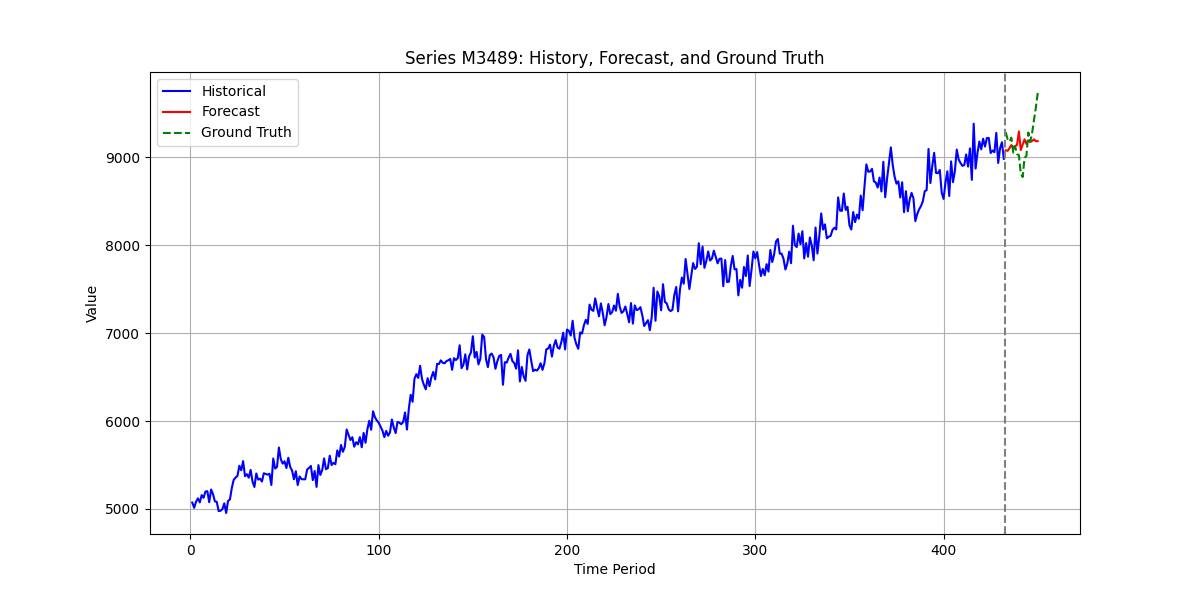 Series M3489: History, Forecast, and Ground Truth
Historical
Forecast
Ground Truth
9000
8000
7000
6000
5000
Value
0 100 200 300 400
Time Period